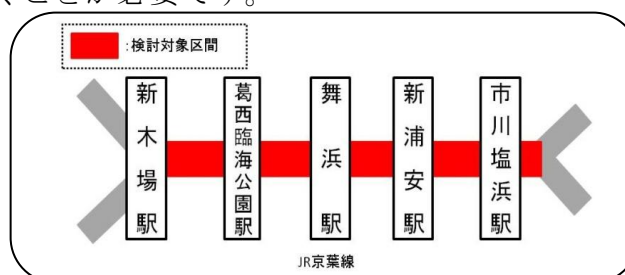 くことが必要です。
:検討対象区間
新木場駅
葛西臨海公園駅
舞浜駅
新浦安駅
市川塩浜駅
JR京葉線